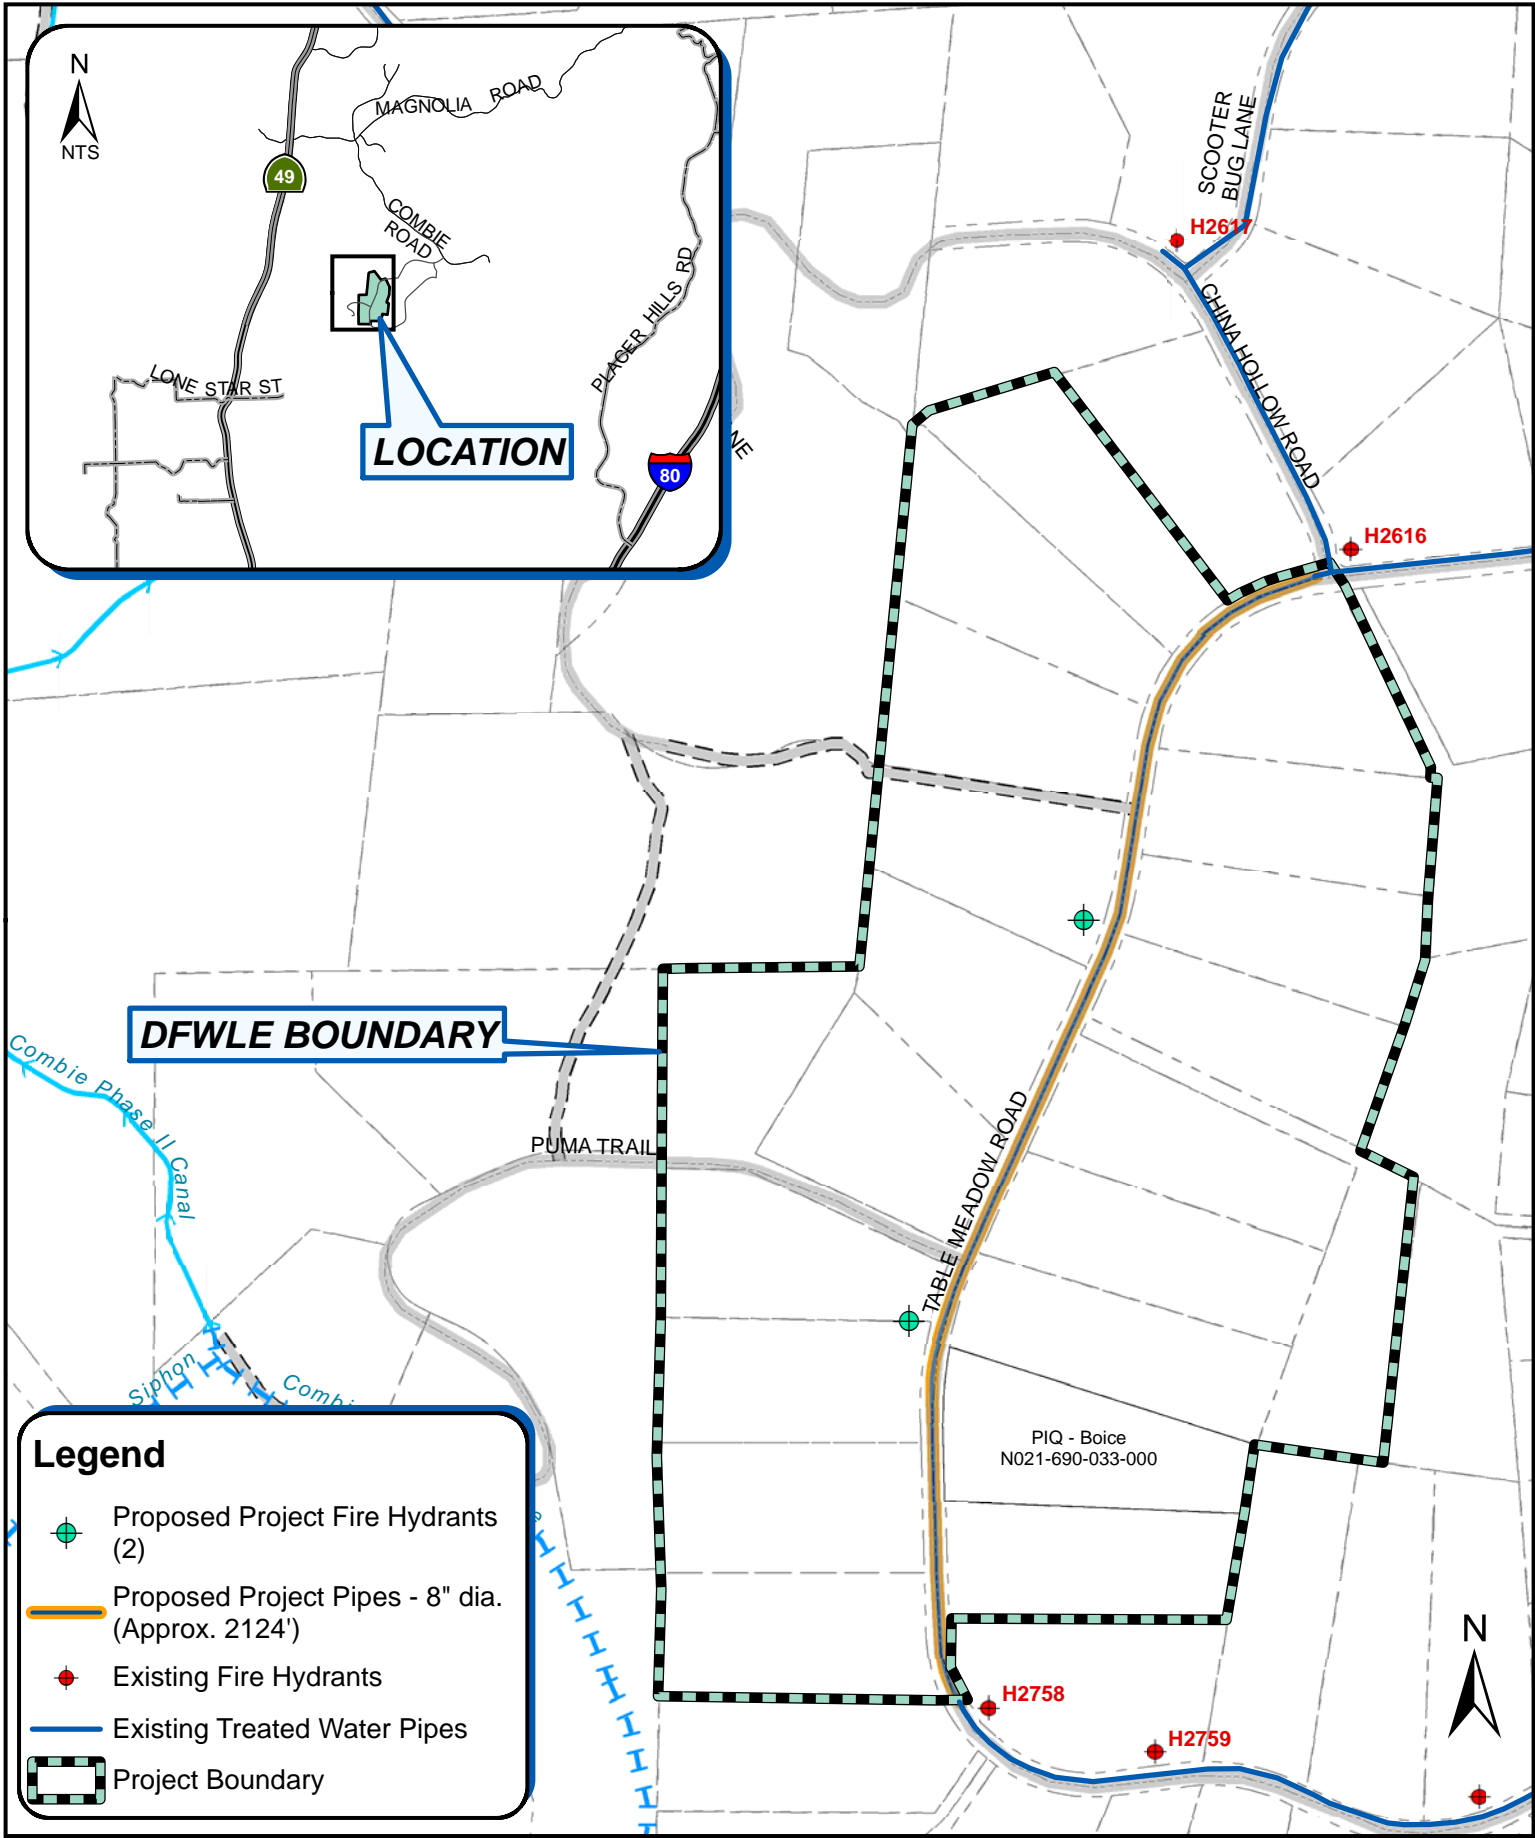 N
NTS
MAGNOLIA ROAD
49
COMBIE
ROAD
PLACER HILLS RD
LONE STAR ST
LOCATION
80
NE
SCOOTER
BUG LANE
H2617
CHINA HOLLOW ROAD
H2616
DFWLE BOUNDARY
Combie Phase II Canal
PUMA TRAIL
TABLE MEADOW ROAD
Siphon
Combi
PIQ - Boice
N021-690-033-000
Legend
Proposed Project Fire Hydrants
(2)
Proposed Project Pipes - 8" dia.
(Approx. 2124')
Existing Fire Hydrants
Existing Treated Water Pipes
Project Boundary
e
H2758
H2759
N